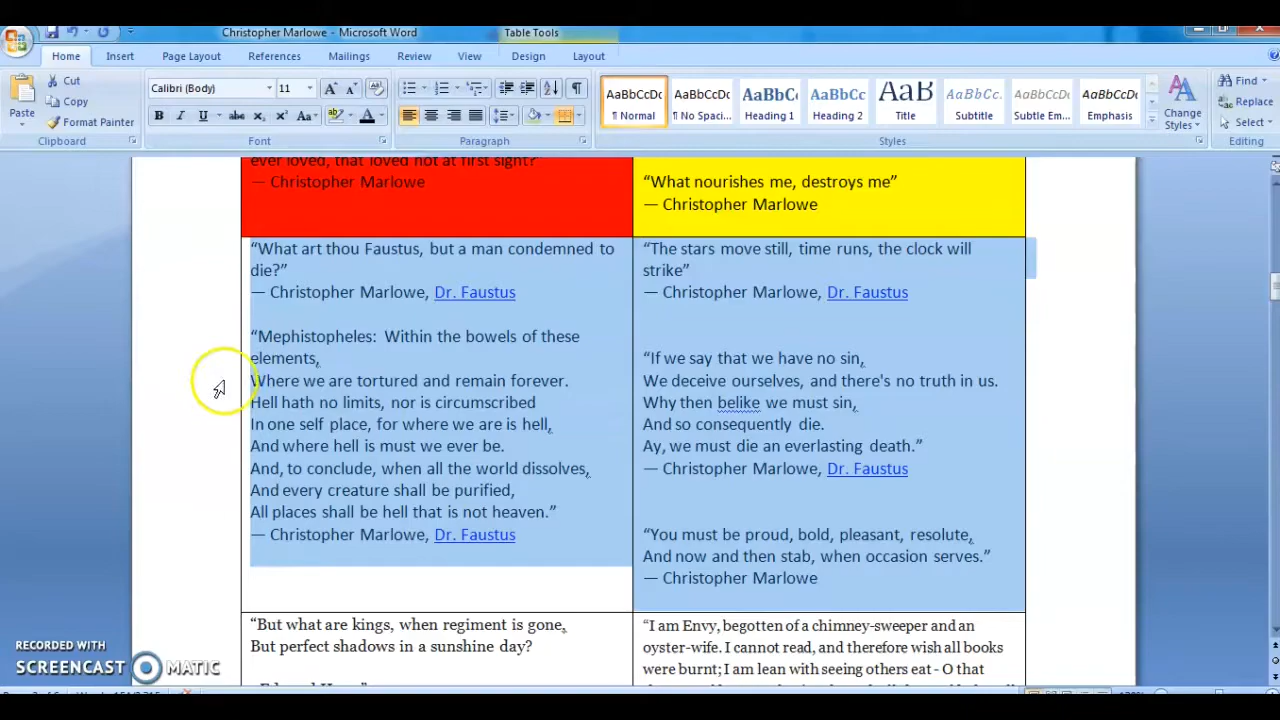 Christopher Marlowe - Microsoft Word
Table Tools
Home
Insert
Page Layout
References
Mailings
Review
View
Design
Layout
Paste
Cut
Copy
Format Painter
Clipboard
Calibri (Body)
11
Font
Paragraph
AaBbCcDc
¶ Normal
AaBbCcDc
¶ No Spaci...
AaBbCc
Heading 1
AaBbCc
Heading 2
AaB
Title
AaBbCc.
Subtitle
AaBbCcDc
Subtle Em...
AaBbCcDc
Emphasis
Change
Styles
Styles
Find
Replace
Select
Editing
ever loved, that loved not at first sight?”
— Christopher Marlowe
“What nourishes me, destroys me”
— Christopher Marlowe
“What art thou Faustus, but a man condemned to
die?”
— Christopher Marlowe, Dr. Faustus
“Mephistopheles: Within the bowels of these
elements,
Where we are tortured and remain forever.
Hell hath no limits, nor is circumscribed
In one self place, for where we are is hell,
And where hell is must we ever be.
And, to conclude, when all the world dissolves,
And every creature shall be purified,
All places shall be hell that is not heaven.”
— Christopher Marlowe, Dr. Faustus
“The stars move still, time runs, the clock will
strike”
— Christopher Marlowe, Dr. Faustus
“If we say that we have no sin,
We deceive ourselves, and there's no truth in us.
Why then belike we must sin,
And so consequently die.
Ay, we must die an everlasting death.”
— Christopher Marlowe, Dr. Faustus
“You must be proud, bold, pleasant, resolute,
And now and then stab, when occasion serves.”
— Christopher Marlowe
“But what are kings, when regiment is gone,
But perfect shadows in a sunshine day?
“I am Envy, begotten of a chimney-sweeper and an
oyster-wife. I cannot read, and therefore wish all books
were burnt; I am lean with seeing others eat - O that
RECORDED WITH
SCREENCAST MATIC